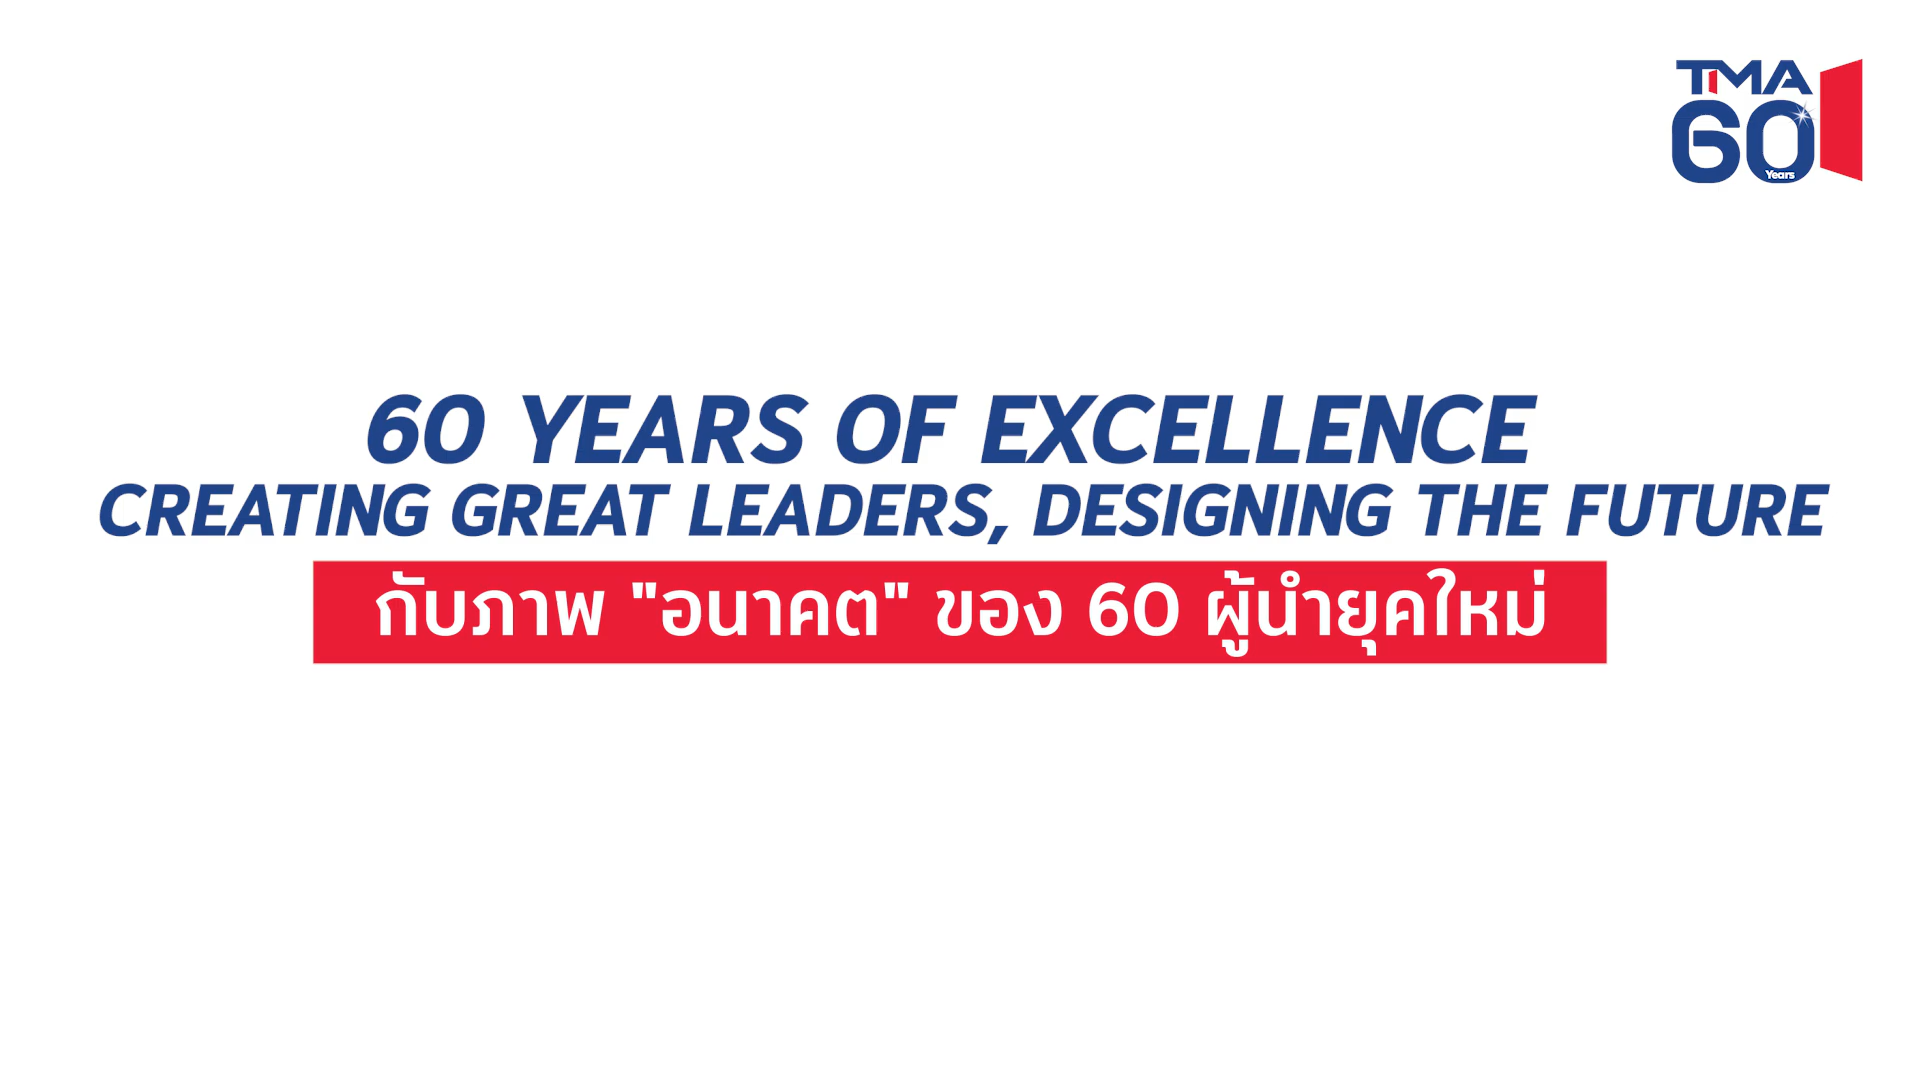 TMA
60
Years
60 YEARS OF EXCELLENCE
CREATING GREAT LEADERS, DESIGNING THE FUTURE
กับภาพ "อนาคต" ของ 60 ผู้นำยุคใหม่